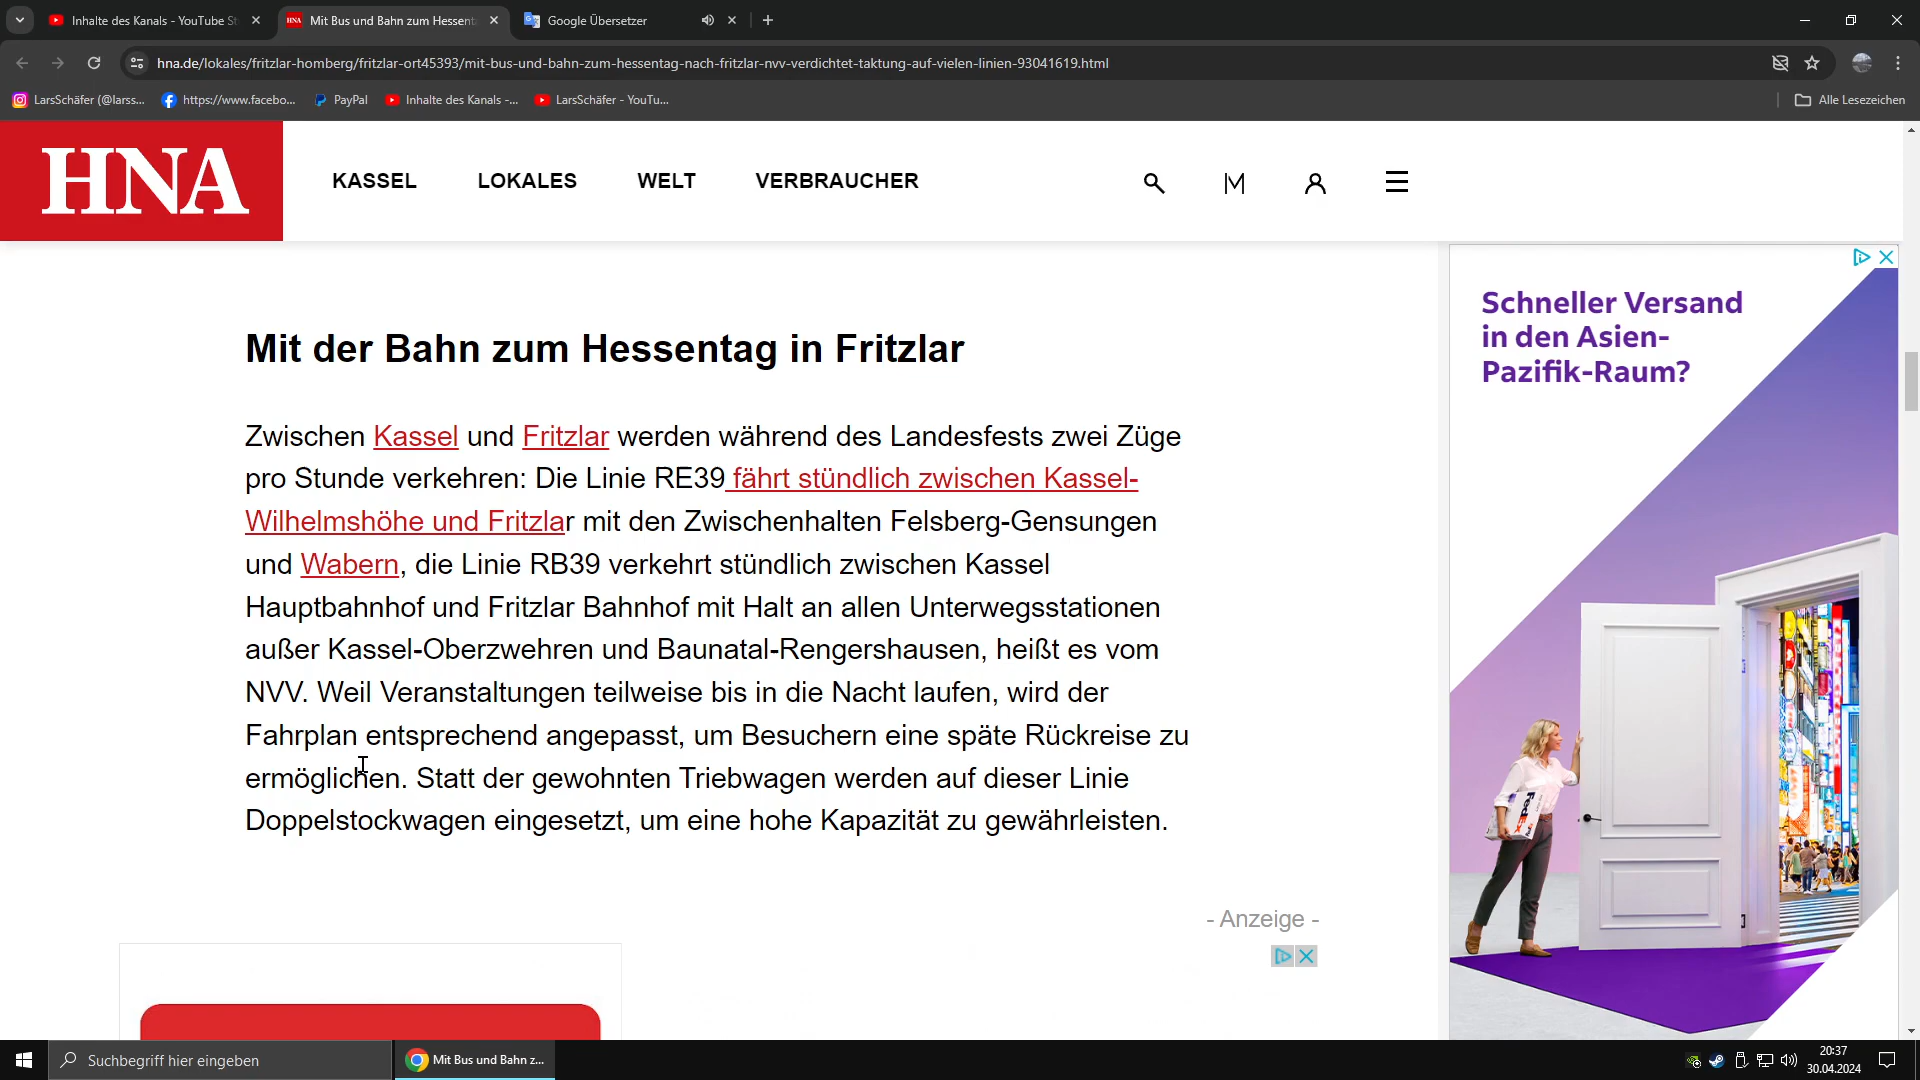 Inhalte des Kanals - YouTube St
Mit Bus und Bahn zum Hessent
Google Übersetzer
hna.de/lokales/fritzlar-homberg/fritzlar-ort45393/mit-bus-und-bahn-zum-hessentag-nach-fritzlar-nvv-verdichtet-taktung-auf-vielen-linien-93041619.html
LarsSchäfer (@larss...
https://www.facebo...
PayPal
Inhalte des Kanals -...
LarsSchäfer - YouTu...
Alle Lesezeichen
HNA
KASSEL
LOKALES
WELT
VERBRAUCHER
Mit der Bahn zum Hessentag in Fritzlar
Zwischen Kassel und Fritzlar werden während des Landesfests zwei Züge
pro Stunde verkehren: Die Linie RE39 fährt stündlich zwischen Kassel-
Wilhelmshöhe und Fritzlar mit den Zwischenhalten Felsberg-Gensungen
und Wabern, die Linie RB39 verkehrt stündlich zwischen Kassel
Hauptbahnhof und Fritzlar Bahnhof mit Halt an allen Unterwegsstationen
außer Kassel-Oberzwehren und Baunatal-Rengershausen, heißt es vom
NVV. Weil Veranstaltungen teilweise bis in die Nacht laufen, wird der
Fahrplan entsprechend angepasst, um Besuchern eine späte Rückreise zu
ermöglichen. Statt der gewohnten Triebwagen werden auf dieser Linie
Doppelstockwagen eingesetzt, um eine hohe Kapazität zu gewährleisten.
- Anzeige -
Schneller Versand
in den Asien-
Pazifik-Raum?
FedEx
Suchbegriff hier eingeben
Mit Bus und Bahn z...
20:37
30.04.2024